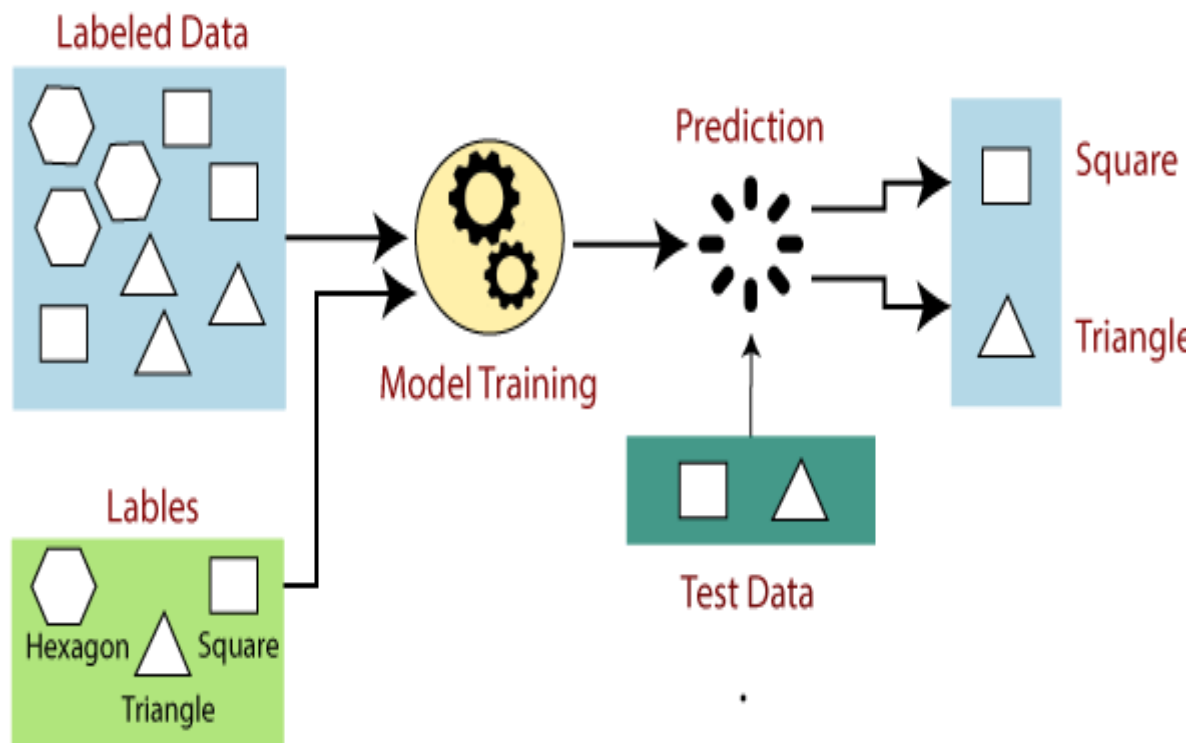 Labeled Data
Prediction
Square
Triangle
Model Training
Lables
Hexagon
Square
Triangle
Test Data